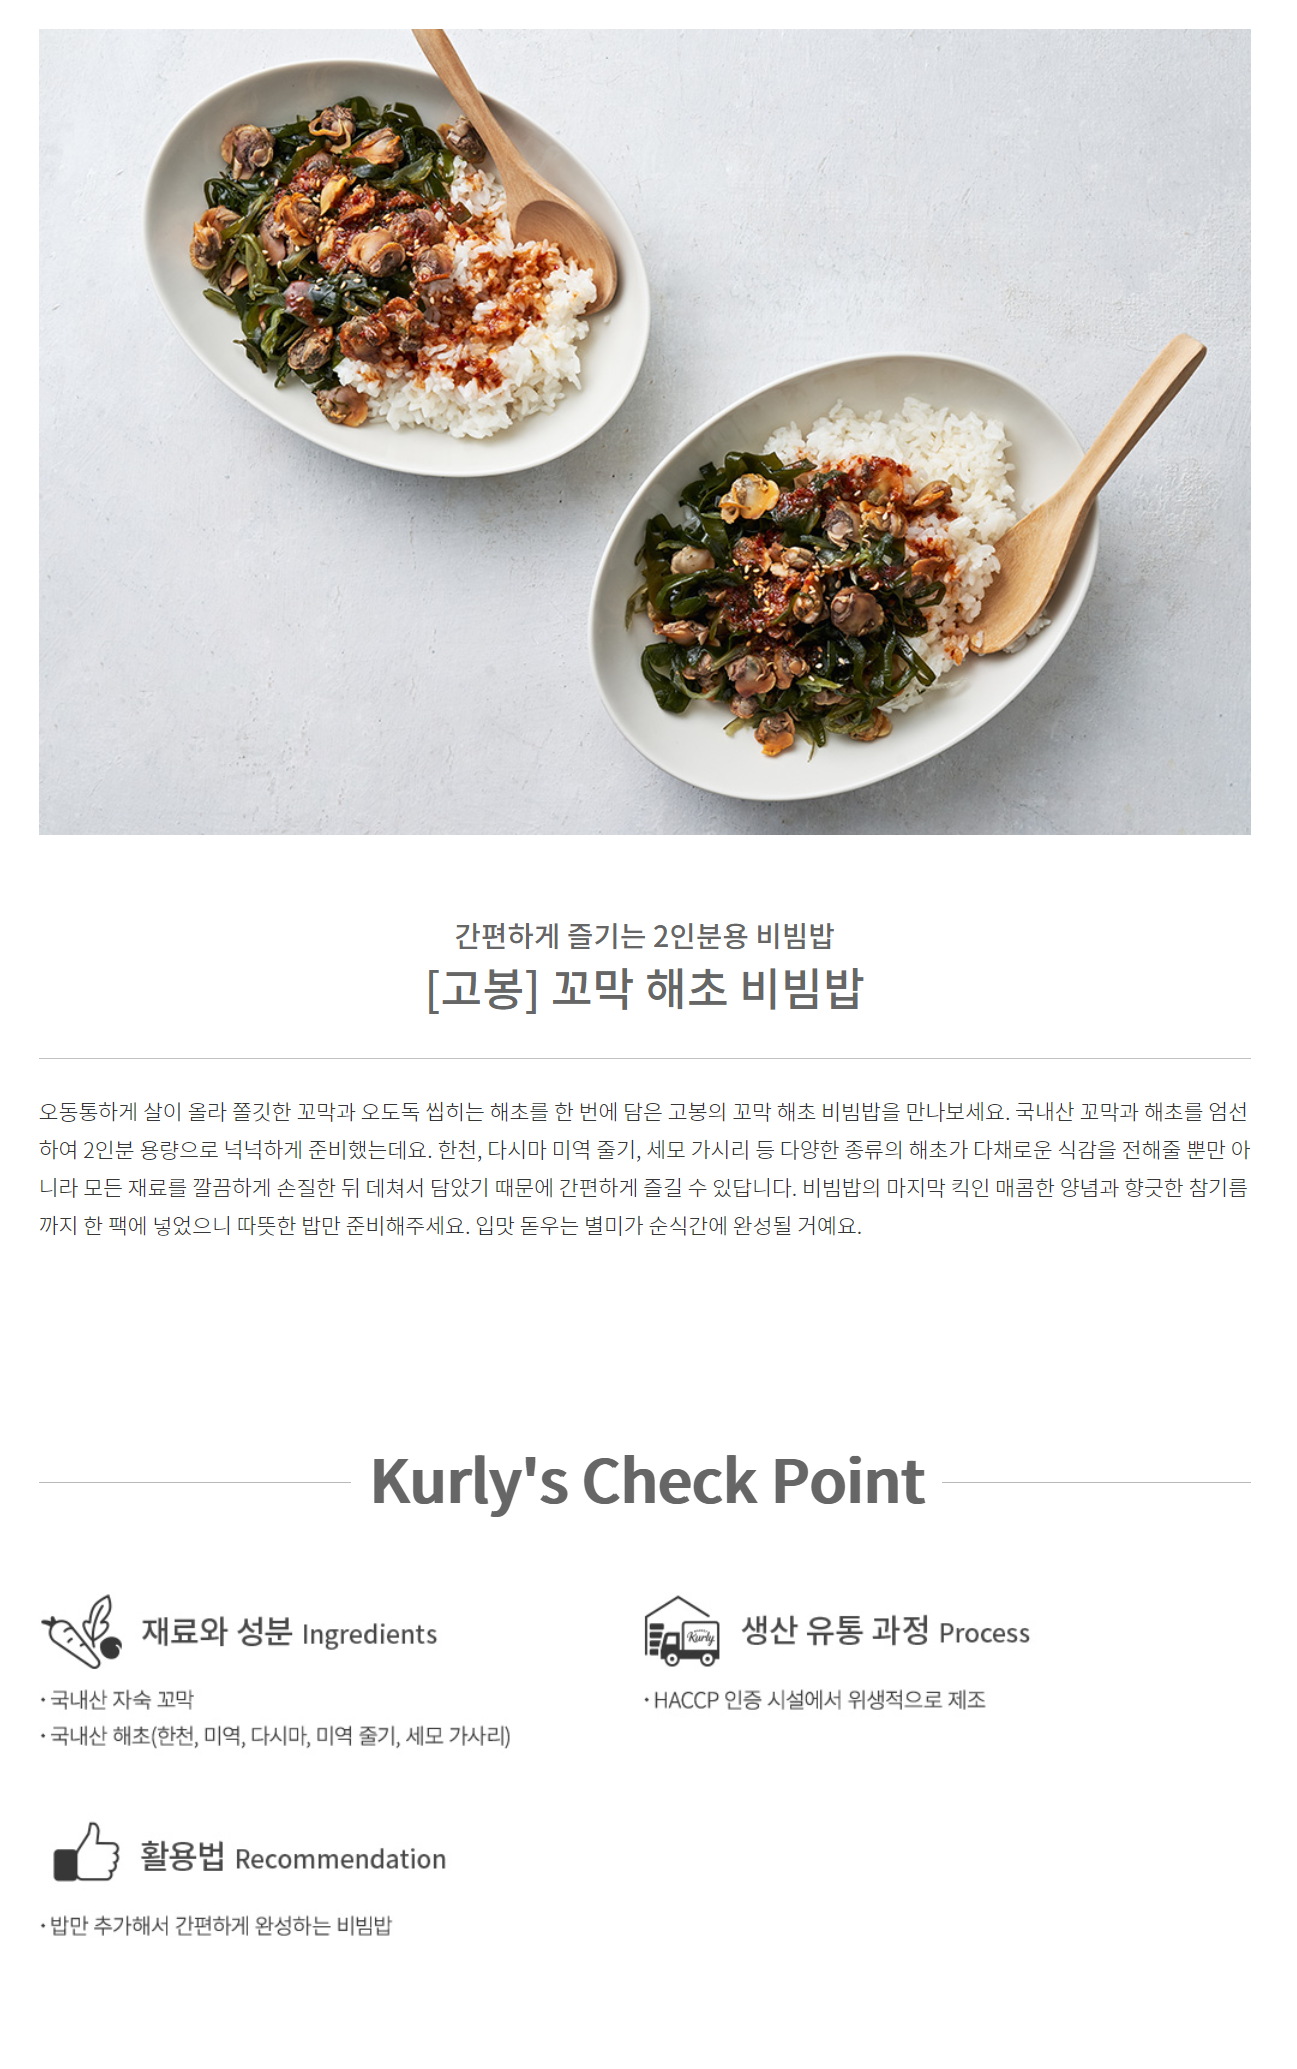 간편하게 즐기는 2인분용 비빔밥
[고봉] 꼬막 해초 비빔밥
오동통하게 살이 올라 쫄깃한 꼬막과 오도독 씹히는 해초를 한 번에 담은 고봉의 꼬막 해초 비빔밥을 만나보세요. 국내산 꼬막과 해초를 엄선
하여 2인분 용량으로 넉넉하게 준비했는데요. 한천, 다시마 미역 줄기, 세모 가시리 등 다양한 종류의 해초가 다채로운 식감을 전해줄 뿐만 아
니라 모든 재료를 깔끔하게 손질한 뒤 데쳐서 담았기 때문에 간편하게 즐길 수 있답니다. 비빔밥의 마지막 킥인 매콤한 양념과 향긋한 참기름
까지 한 팩에 넣었으니 따뜻한 밥만 준비해주세요. 입맛 돋우는 별미가 순식간에 완성될 거예요.
Kurly's Check Point
재료와 성분 Ingredients
· 국내산 자숙 꼬막
· 국내산 해초(한천, 미역, 다시마, 미역 줄기, 세모 가사리)
Kurly
생산 유통 과정 Process
· HACCP 인증 시설에서 위생적으로 제조
활용법 Recommendation
· 밥만 추가해서 간편하게 완성하는 비빔밥